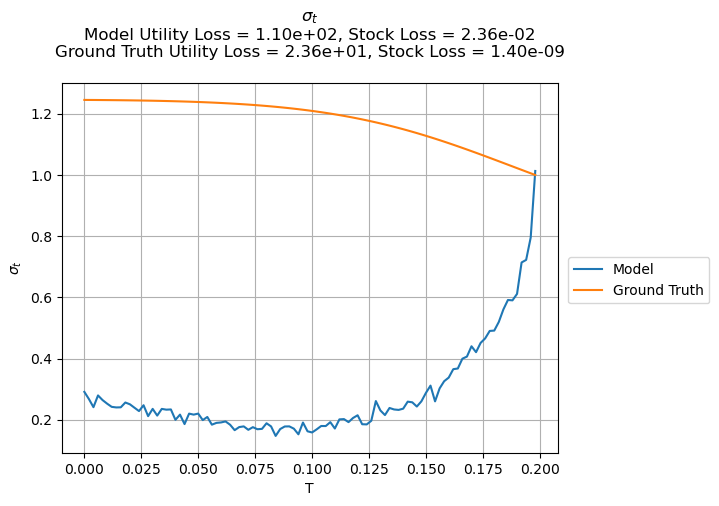 σt
Model Utility Loss = 1.10e+02, Stock Loss = 2.36e-02
Ground Truth Utility Loss = 2.36e+01, Stock Loss = 1.40e-09
1.2
1.0
0.8
0.6
0.4
0.2
σt
0.000 0.025 0.050 0.075 0.100 0.125 0.150 0.175 0.200
T
Model
Ground Truth